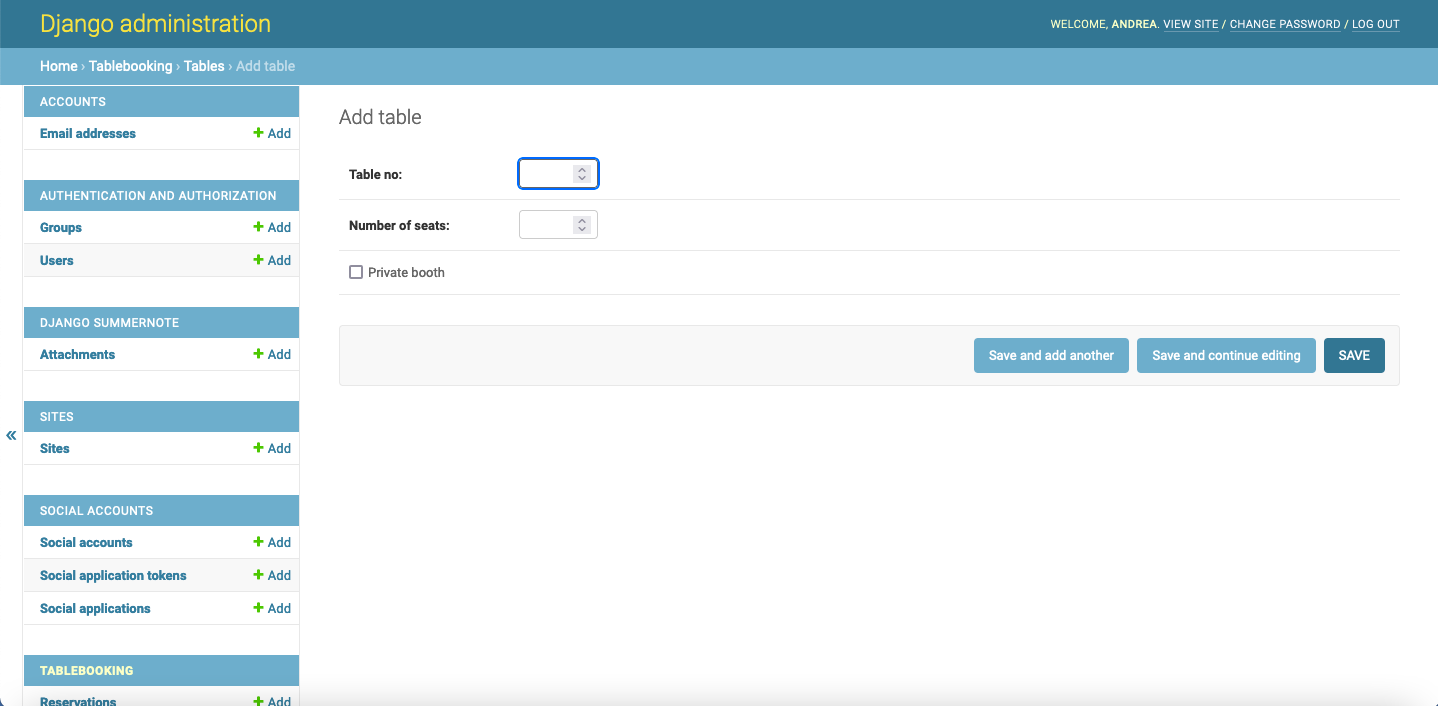 Django administration
WELCOME, ANDREA. VIEW SITE / CHANGE PASSWORD / LOG OUT
Home › Tablebooking › Tables › Add table
ACCOUNTS
Email addresses + Add
AUTHENTICATION AND AUTHORIZATION
Groups + Add
Users + Add
DJANGO SUMMERNOTE
Attachments + Add
SITES
Sites + Add
SOCIAL ACCOUNTS
Social accounts + Add
Social application tokens + Add
Social applications + Add
TABLEBOOKING
Reservations + Add
«
Add table
Table no:
Number of seats:
Private booth
Save and add another Save and continue editing SAVE